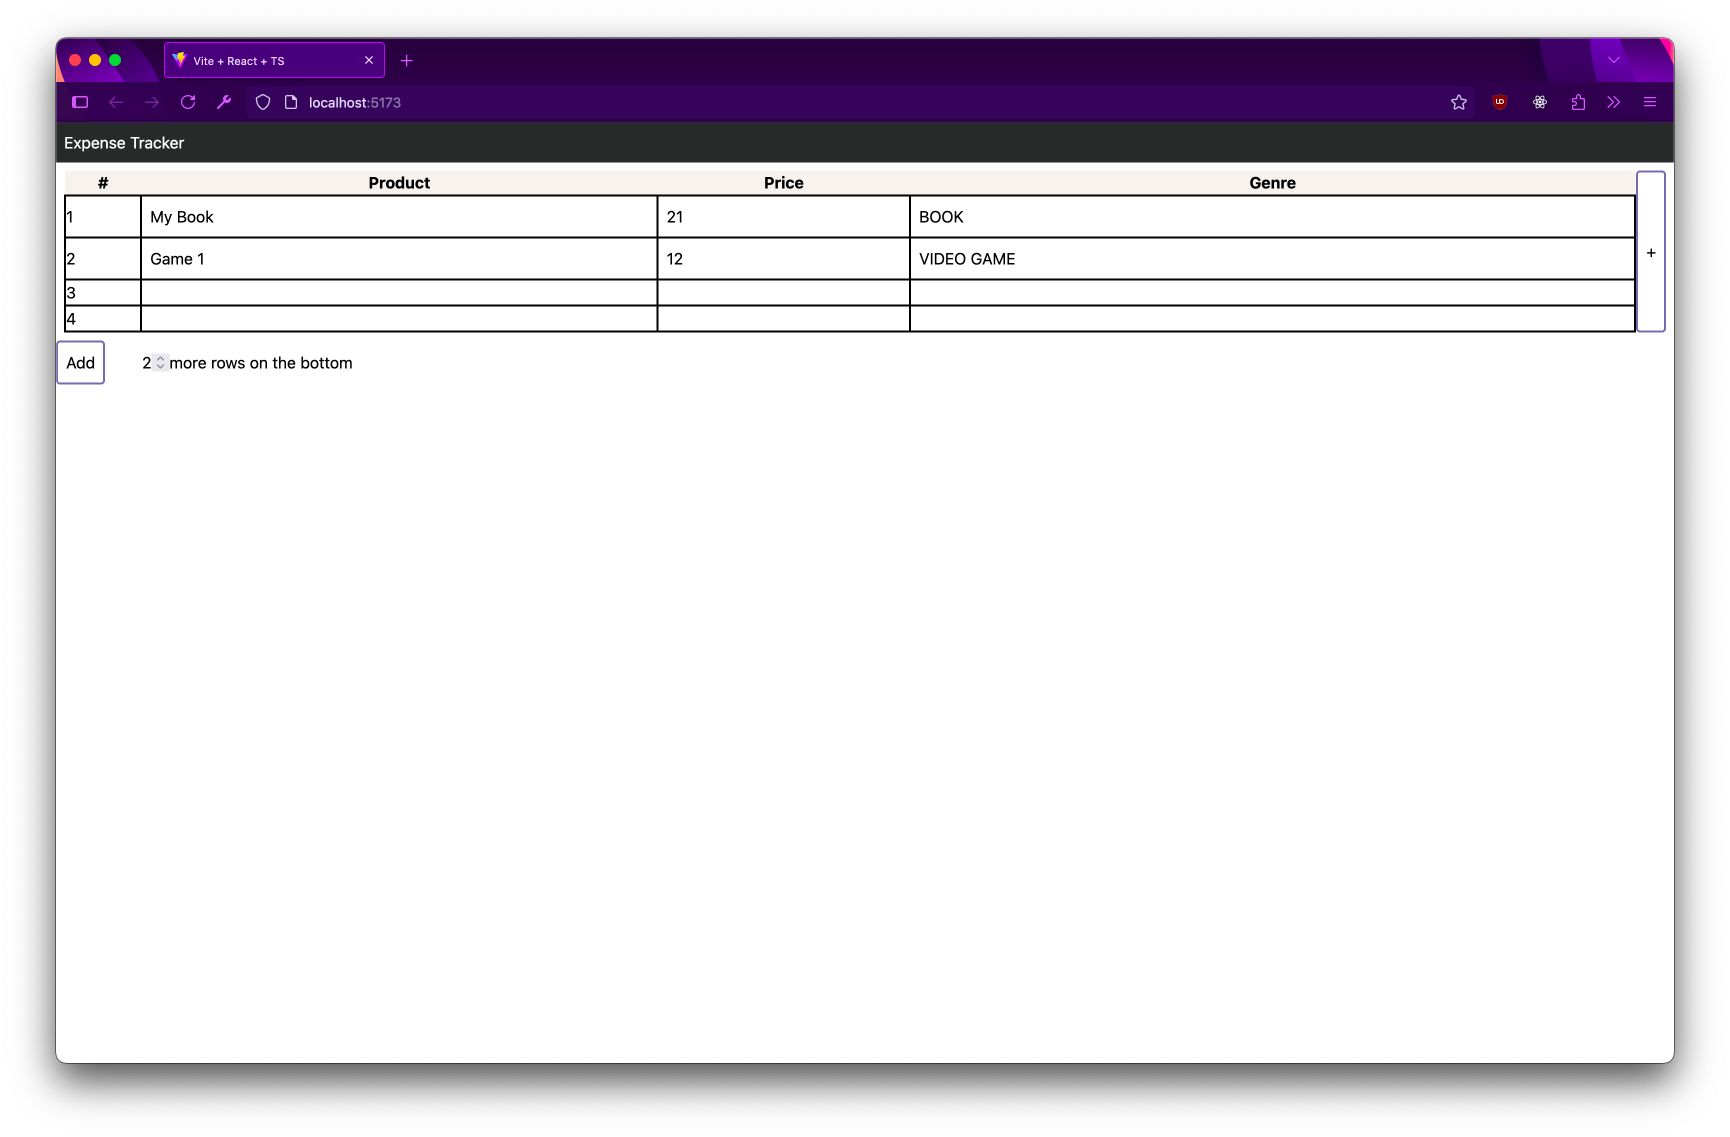 Vite + React + TS
localhost:5173
Expense Tracker
# Product Price Genre
1 My Book 21 BOOK
2 Game 1 12 VIDEO GAME
+
3
4
Add 2 more rows on the bottom